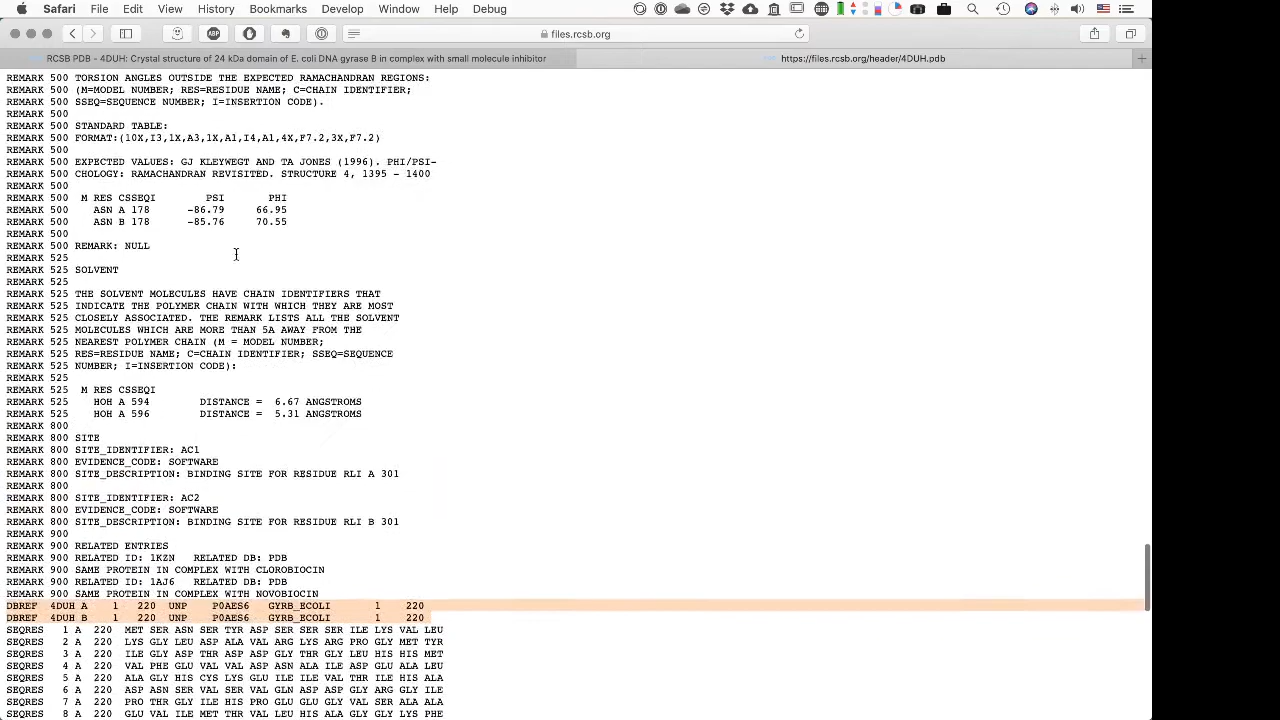 Safari File Edit View History Bookmarks Develop Window Help Debug
ABP
files.rcsb.org
RCSB PDB - 4DUH: Crystal structure of 24 kDa domain of E. coli DNA gyrase B in complex with small molecule inhibitor
https://files.rcsb.org/header/4DUH.pdb
REMARK 500 TORSION ANGLES OUTSIDE THE EXPECTED RAMACHANDRAN REGIONS:
REMARK 500 (M=MODEL NUMBER; RES=RESIDUE NAME; C=CHAIN IDENTIFIER;
REMARK 500 SSEQ=SEQUENCE NUMBER; I=INSERTION CODE).
REMARK 500
REMARK 500 STANDARD TABLE:
REMARK 500 FORMAT:(10X,I3,1X,A3,1X,A1,I4,A1,4X,F7.2,3X,F7.2)
REMARK 500
REMARK 500 EXPECTED VALUES: GJ KLEYWEGT AND TA JONES (1996). PHI/PSI-
REMARK 500 CHOLOGY: RAMACHANDRAN REVISITED. STRUCTURE 4, 1395 - 1400
REMARK 500
REMARK 500 M RES CSSEQI PSI PHI
REMARK 500 ASN A 178 -86.79 66.95
REMARK 500 ASN B 178 -85.76 70.55
REMARK 500
REMARK 500 REMARK: NULL
REMARK 525
REMARK 525 SOLVENT
REMARK 525
REMARK 525 THE SOLVENT MOLECULES HAVE CHAIN IDENTIFIERS THAT
REMARK 525 INDICATE THE POLYMER CHAIN WITH WHICH THEY ARE MOST
REMARK 525 CLOSELY ASSOCIATED. THE REMARK LISTS ALL THE SOLVENT
REMARK 525 MOLECULES WHICH ARE MORE THAN 5A AWAY FROM THE
REMARK 525 NEAREST POLYMER CHAIN (M = MODEL NUMBER;
REMARK 525 RES=RESIDUE NAME; C=CHAIN IDENTIFIER; SSEQ=SEQUENCE
REMARK 525 NUMBER; I=INSERTION CODE):
REMARK 525
REMARK 525 M RES CSSEQI
REMARK 525 HOH A 594 DISTANCE = 6.67 ANGSTROMS
REMARK 525 HOH A 596 DISTANCE = 5.31 ANGSTROMS
REMARK 800
REMARK 800 SITE
REMARK 800 SITE_IDENTIFIER: AC1
REMARK 800 EVIDENCE_CODE: SOFTWARE
REMARK 800 SITE_DESCRIPTION: BINDING SITE FOR RESIDUE RLI A 301
REMARK 800
REMARK 800 SITE_IDENTIFIER: AC2
REMARK 800 EVIDENCE_CODE: SOFTWARE
REMARK 800 SITE_DESCRIPTION: BINDING SITE FOR RESIDUE RLI B 301
REMARK 900
REMARK 900 RELATED ENTRIES
REMARK 900 RELATED ID: 1KZN RELATED DB: PDB
REMARK 900 SAME PROTEIN IN COMPLEX WITH CLOROBIOCIN
REMARK 900 RELATED ID: 1AJ6 RELATED DB: PDB
REMARK 900 SAME PROTEIN IN COMPLEX WITH NOVOBIOCIN
DBREF 4DUH A 1 220 UNP P0AES6 GYRB_ECOLI 1 220
DBREF 4DUH B 1 220 UNP P0AES6 GYRB_ECOLI 1 220
SEQRES 1 A 220 MET SER ASN SER TYR ASP SER SER SER ILE LYS VAL LEU
SEQRES 2 A 220 LYS GLY LEU ASP ALA VAL ARG LYS ARG PRO GLY MET TYR
SEQRES 3 A 220 ILE GLY ASP THR ASP ASP GLY THR GLY LEU HIS HIS MET
SEQRES 4 A 220 VAL PHE GLU VAL VAL ASP ASN ALA ILE ASP GLU ALA LEU
SEQRES 5 A 220 ALA GLY HIS CYS LYS GLU ILE ILE VAL THR ILE HIS ALA
SEQRES 6 A 220 ASP ASN SER VAL SER VAL GLN ASP ASP GLY ARG GLY ILE
SEQRES 7 A 220 PRO THR GLY ILE HIS PRO GLU GLU GLY VAL SER ALA ALA
SEQRES 8 A 220 GLU VAL ILE MET THR VAL LEU HIS ALA GLY GLY LYS PHE